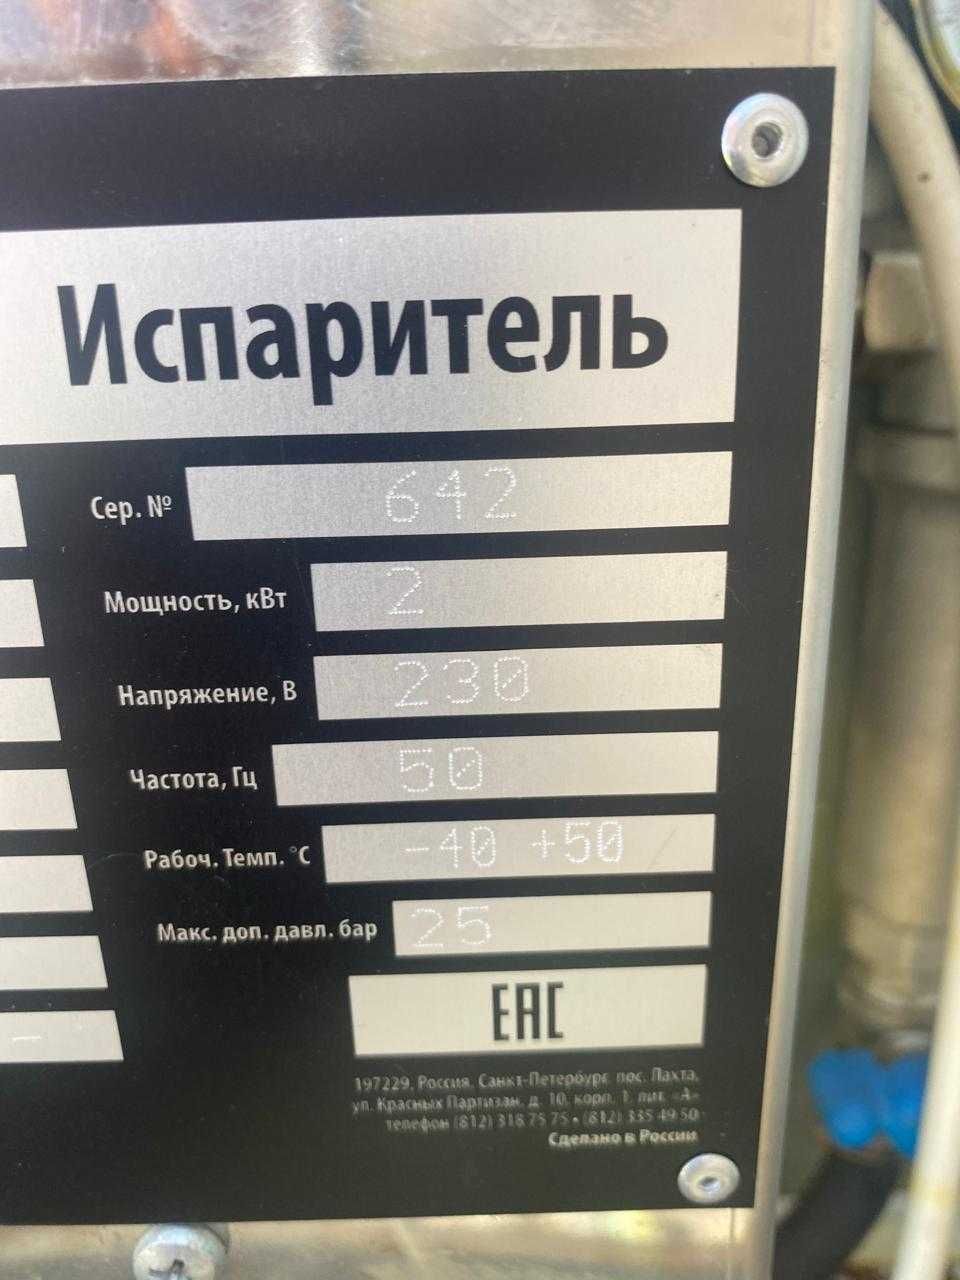 Испаритель
Сер. № 642
Мощность, кВт 2
Напряжение, В 230
Частота, Гц 50
Рабоч. Темп. °С -40 +50
Макс. доп. давл. бар 25
ЕАС
197229, Россия, Санкт-Петербург, пос. Лахта,
ул. Красных Партизан, д. 10, корп. 1, лит. «А»
телефон (812) 318 75 75 • (812) 335 49 50
Сделано в России